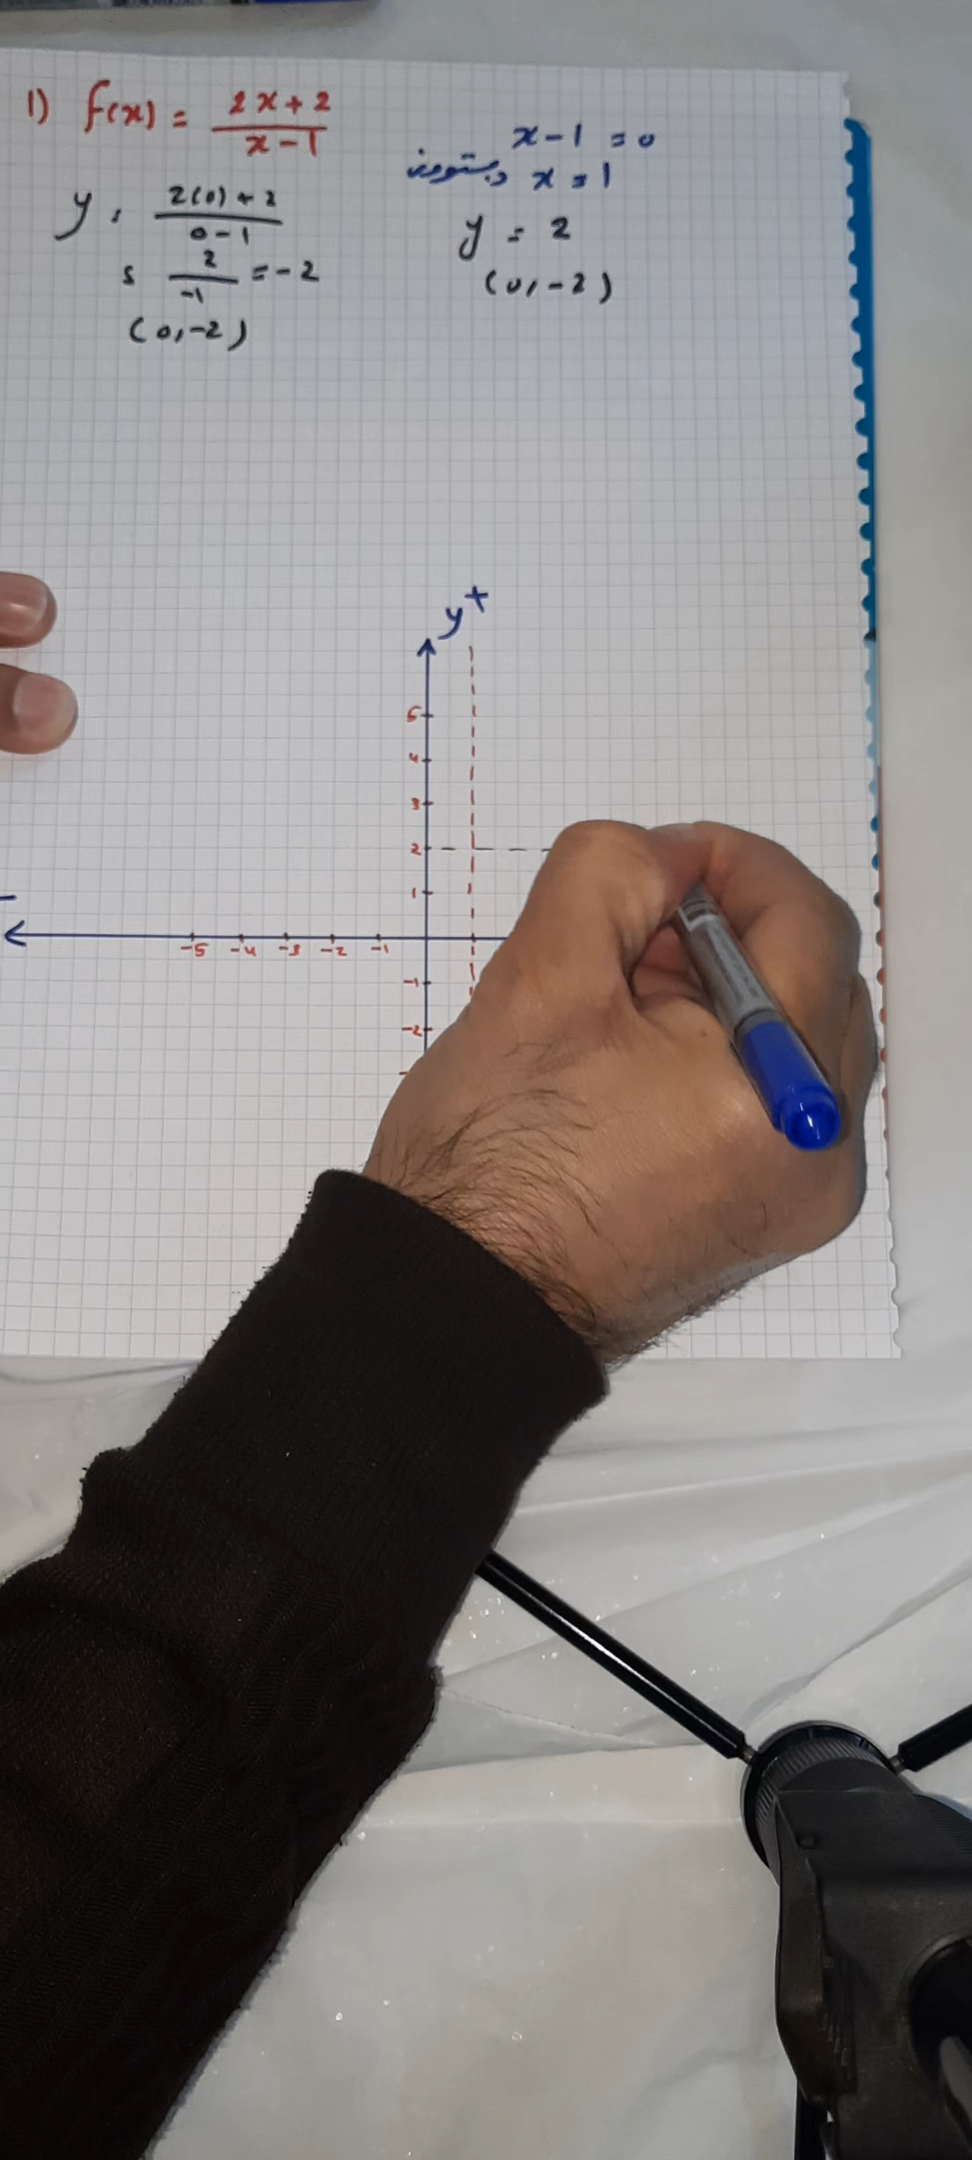 1) f(x) = 2x+2 / x-1
x-1 = 0
x = 1
y = 2(0)+2 / 0-1
y = 2
= 2 / -1 = -2
(0,-2)
(0,-2)
y+
5
4
3
2
1
-5 -4 -3 -2 -1
-1
-2